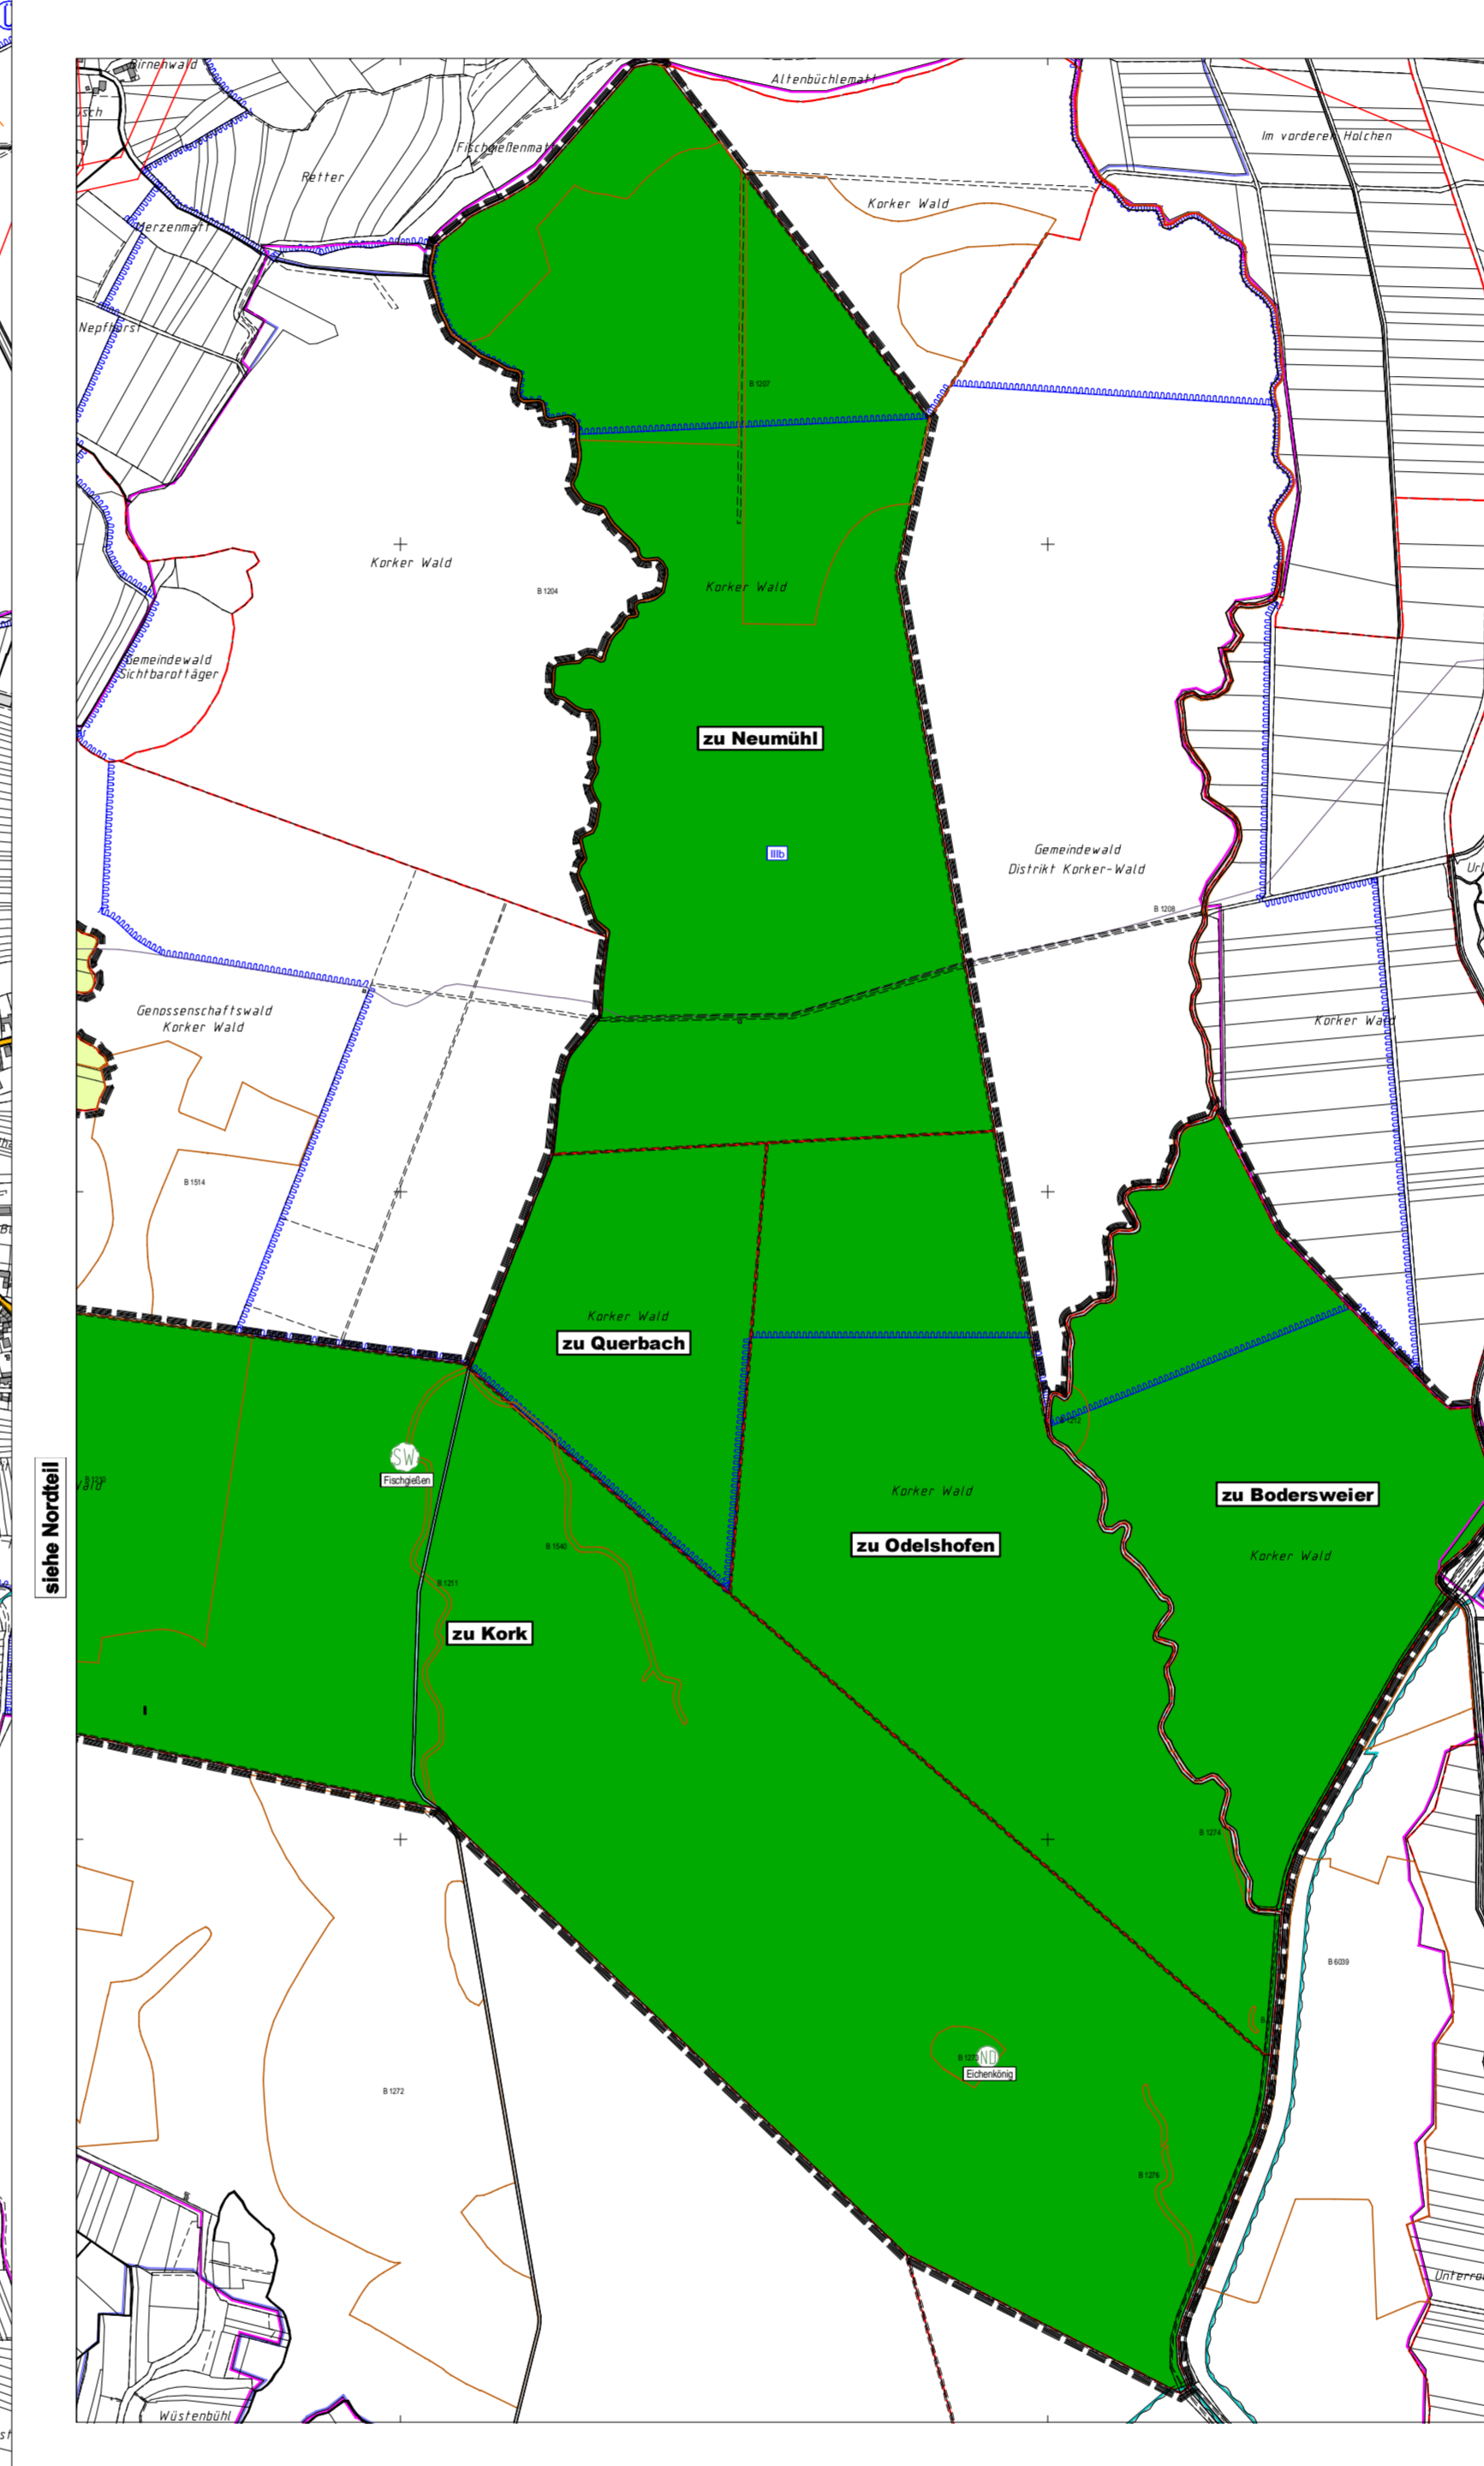 Birnenwald
Altenbüchlematt
Im vorderen Holchen
Fischgießenmatt
Retter
Korker Wald
Merzenmatt
Nepfhurst
B 1207
Korker Wald
B 1204
Korker Wald
Gemeindewald
Sichtbarottäger
zu Neumühl
IIIb
Gemeindewald
Distrikt Korker-Wald
B 1208
Genossenschaftswald
Korker Wald
Korker Wald
B 1514
Korker Wald
zu Querbach
SW
Fischgießen
Korker Wald
zu Bodersweier
zu Odelshofen
Korker Wald
siehe Nordteil
B 1540
B 1211
zu Kork
B 1274
B 6039
B 1273
ND
Eichenkönig
B 1272
B 1276
Wüstenbühl